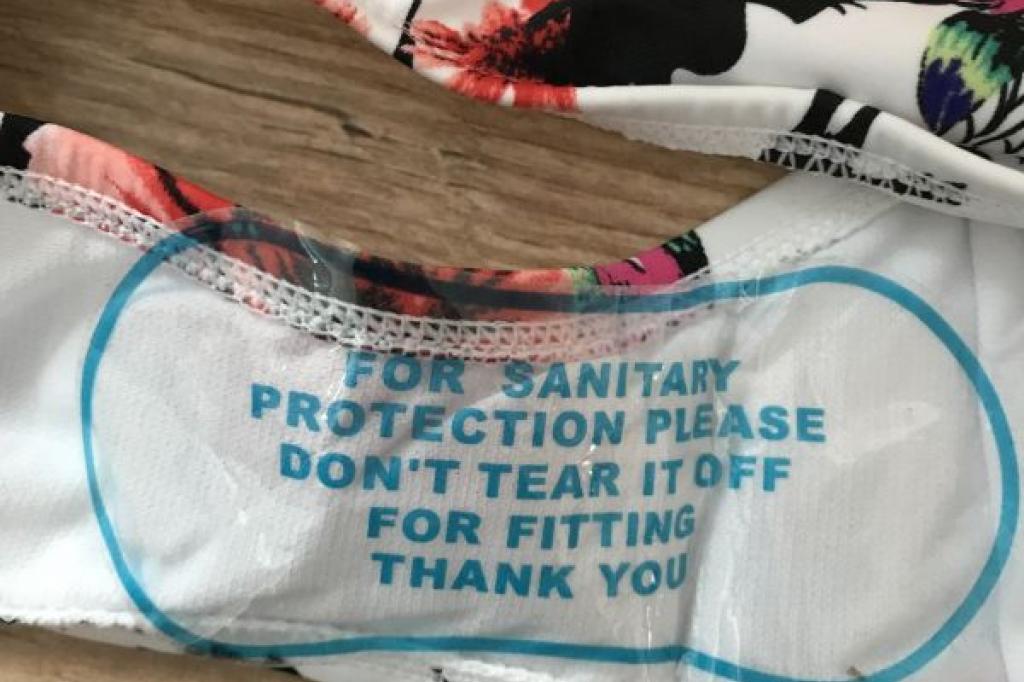 FOR SANITARY
PROTECTION PLEASE
DON'T TEAR IT OFF
FOR FITTING
THANK YOU